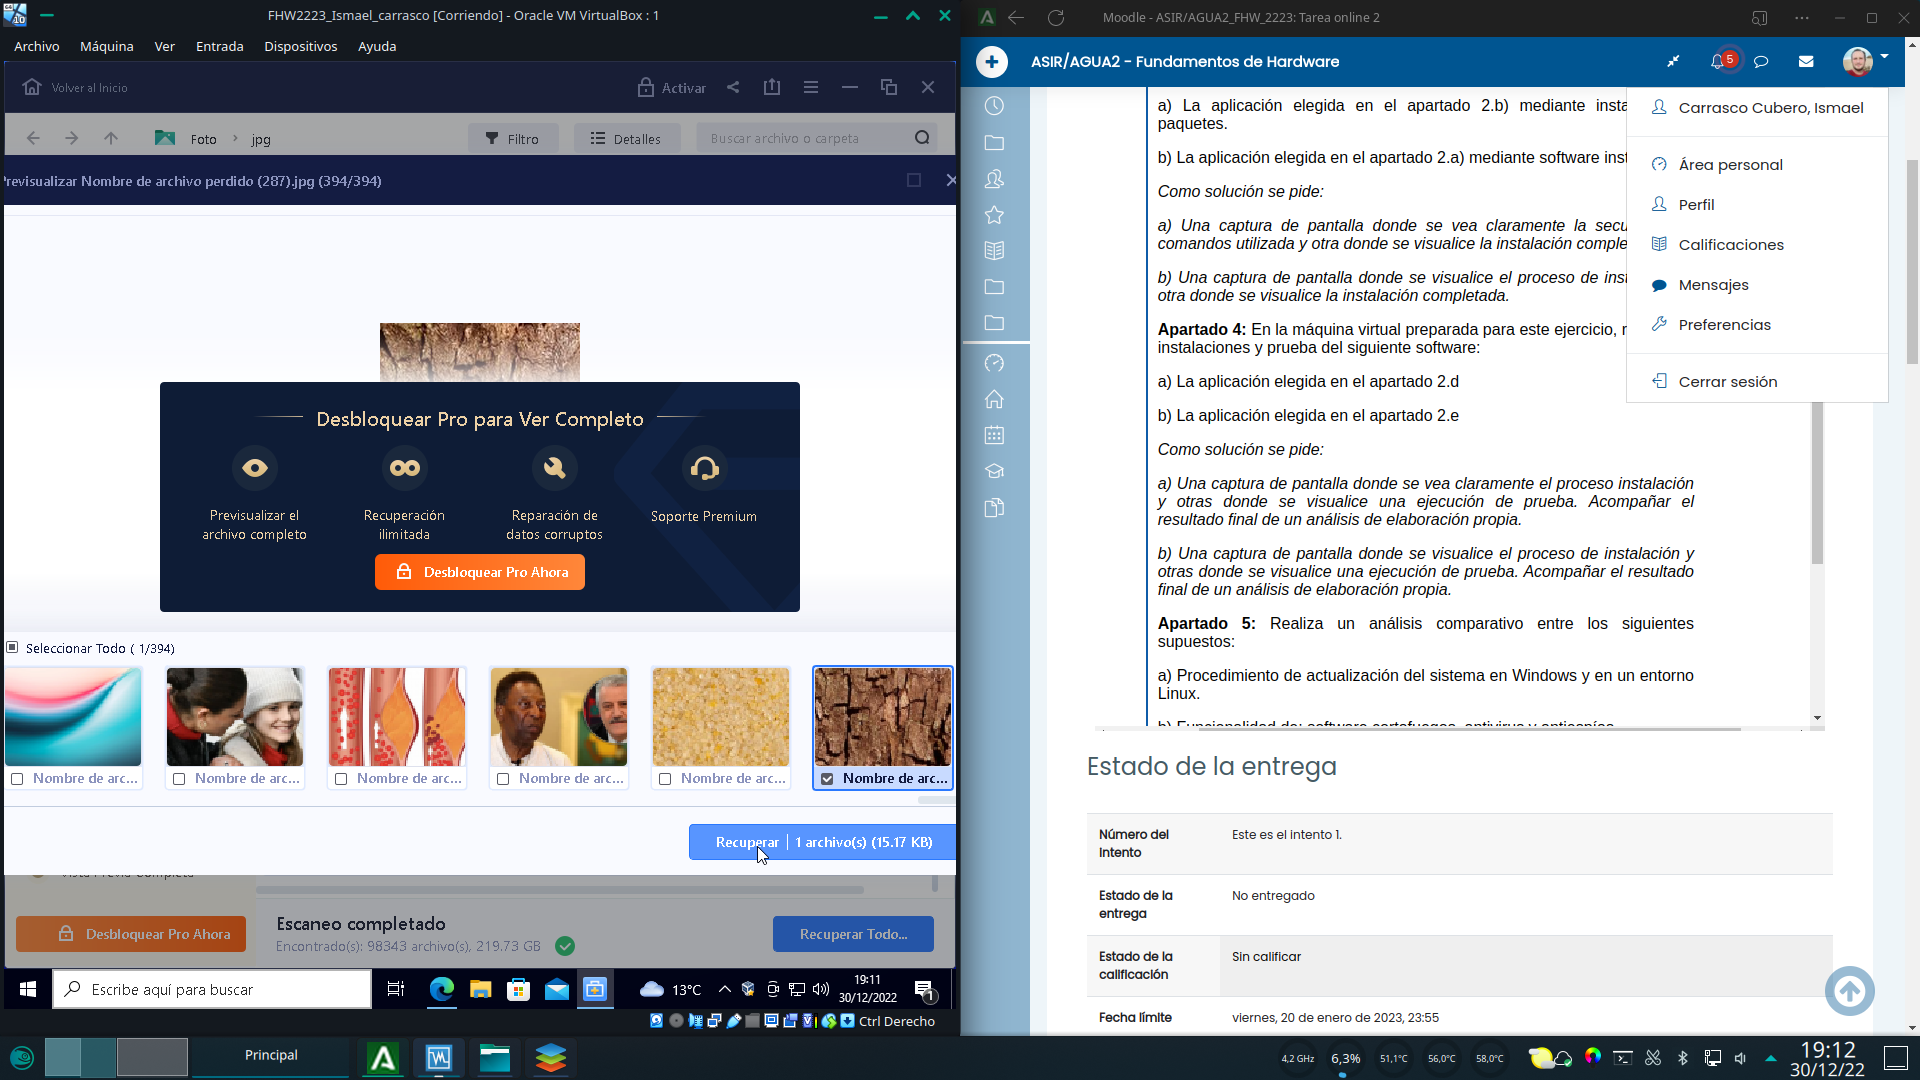 FHW2223_Ismael_carrasco [Corriendo] - Oracle VM VirtualBox : 1
Archivo Máquina Ver Entrada Dispositivos Ayuda
Volver al Inicio
Activar
Foto > jpg
Filtro
Detalles
Buscar archivo o carpeta
Previsualizar Nombre de archivo perdido (287).jpg (394/394)
Desbloquear Pro para Ver Completo
Previsualizar el
archivo completo
Recuperación
ilimitada
Reparación de
datos corruptos
Soporte Premium
Desbloquear Pro Ahora
Seleccionar Todo ( 1/394)
Nombre de arc...
Nombre de arc...
Nombre de arc...
Nombre de arc...
Nombre de arc...
Nombre de arc...
Recuperar | 1 archivo(s) (15.17 KB)
Vista Previa Completa
Desbloquear Pro Ahora
Escaneo completado
Encontrado(s): 98343 archivo(s), 219.73 GB
Recuperar Todo...
Escribe aquí para buscar
13°C
19:11
30/12/2022
1
Ctrl Derecho
Moodle - ASIR/AGUA2_FHW_2223: Tarea online 2
ASIR/AGUA2 - Fundamentos de Hardware
5
a) La aplicación elegida en el apartado 2.b) mediante insta
paquetes.
b) La aplicación elegida en el apartado 2.a) mediante software inst
Como solución se pide:
a) Una captura de pantalla donde se vea claramente la secu
comandos utilizada y otra donde se visualice la instalación comple
b) Una captura de pantalla donde se visualice el proceso de inst
otra donde se visualice la instalación completada.
Apartado 4: En la máquina virtual preparada para este ejercicio, r
instalaciones y prueba del siguiente software:
a) La aplicación elegida en el apartado 2.d
b) La aplicación elegida en el apartado 2.e
Como solución se pide:
a) Una captura de pantalla donde se vea claramente el proceso instalación
y otras donde se visualice una ejecución de prueba. Acompañar el
resultado final de un análisis de elaboración propia.
b) Una captura de pantalla donde se visualice el proceso de instalación y
otras donde se visualice una ejecución de prueba. Acompañar el resultado
final de un análisis de elaboración propia.
Apartado 5: Realiza un análisis comparativo entre los siguientes
supuestos:
a) Procedimiento de actualización del sistema en Windows y en un entorno
Linux.
b) Funcionalidad de: software cortafuegos, antivirus y antiespías
Carrasco Cubero, Ismael
Área personal
Perfil
Calificaciones
Mensajes
Preferencias
Cerrar sesión
Estado de la entrega
Número del
intento
Este es el intento 1.
Estado de la
entrega
No entregado
Estado de la
calificación
Sin calificar
Fecha límite
viernes, 20 de enero de 2023, 23:55
Principal
4,2 GHz
6,3%
51,1°C
56,0°C
58,0°C
19:12
30/12/22